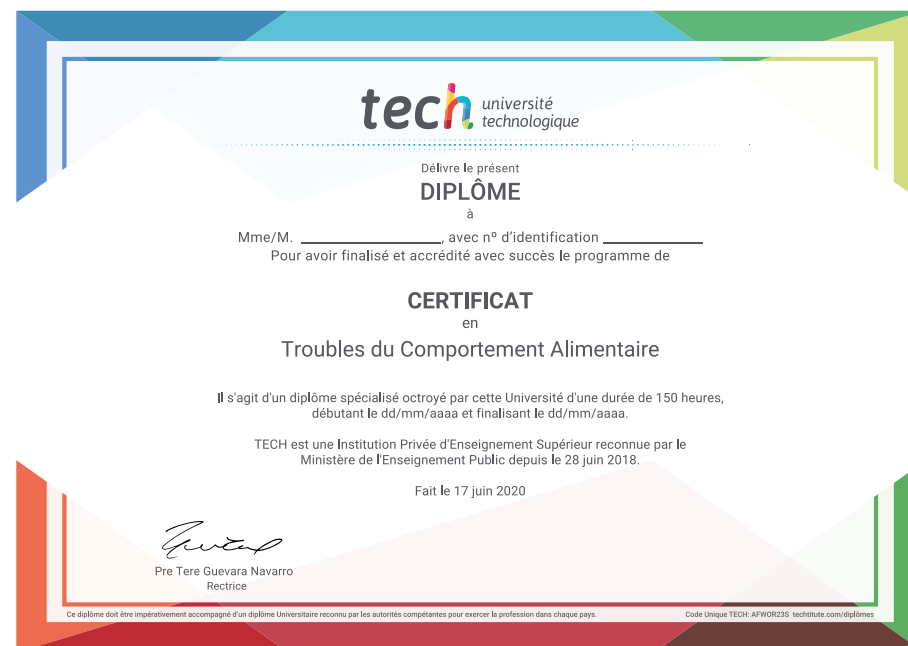 tech université
technologique
Délivre le présent
DIPLÔME
à
Mme/M. ____________________, avec nº d'identification ______________
Pour avoir finalisé et accrédité avec succès le programme de
CERTIFICAT
en
Troubles du Comportement Alimentaire
Il s'agit d'un diplôme spécialisé octroyé par cette Université d'une durée de 150 heures,
débutant le dd/mm/aaaa et finalisant le dd/mm/aaaa.
TECH est une Institution Privée d'Enseignement Supérieur reconnue par le
Ministère de l'Enseignement Public depuis le 28 juin 2018.
Fait le 17 juin 2020
Pre Tere Guevara Navarro
Rectrice
Ce diplôme doit être impérativement accompagné d'un diplôme Universitaire reconnu par les autorités compétantes pour exercer la profession dans chaque pays.
Code Unique TECH: AFWOR23S techtitute.com/diplômes